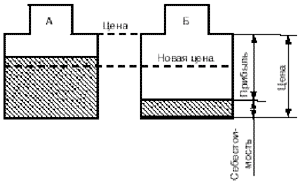 А
Цена
Б
Новая цена
Прибыль
Цена
Себестои-
мость